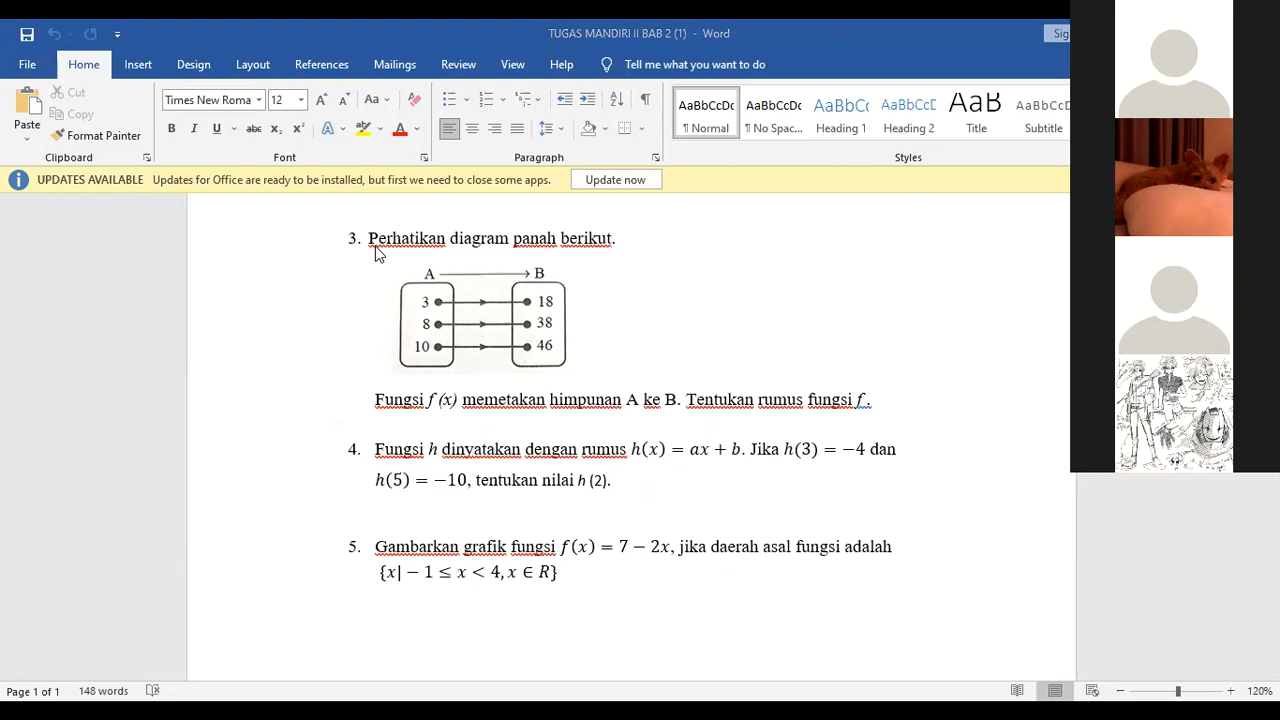 TUGAS MANDIRI II BAB 2 (1) - Word
Sig
File Home Insert Design Layout References Mailings Review View Help Tell me what you want to do
Paste
Cut
Copy
Format Painter
Clipboard
Times New Roma 12
Aa
B I U abc x₂ x² A A
Font
Paragraph
AaBbCcDc AaBbCcDc AaBbCc AaBbCcD AaB AaBbCcD
¶ Normal ¶ No Spac... Heading 1 Heading 2 Title Subtitle
Styles
UPDATES AVAILABLE Updates for Office are ready to be installed, but first we need to close some apps. Update now
3. Perhatikan diagram panah berikut.
A B
3 18
8 38
10 46
Fungsi f (x) memetakan himpunan A ke B. Tentukan rumus fungsi f .
4. Fungsi h dinyatakan dengan rumus h(x) = ax + b. Jika h(3) = −4 dan
h(5) = −10, tentukan nilai h (2).
5. Gambarkan grafik fungsi f(x) = 7 − 2x, jika daerah asal fungsi adalah
{x| − 1 ≤ x < 4, x ∈ R}
Page 1 of 1 148 words 120%